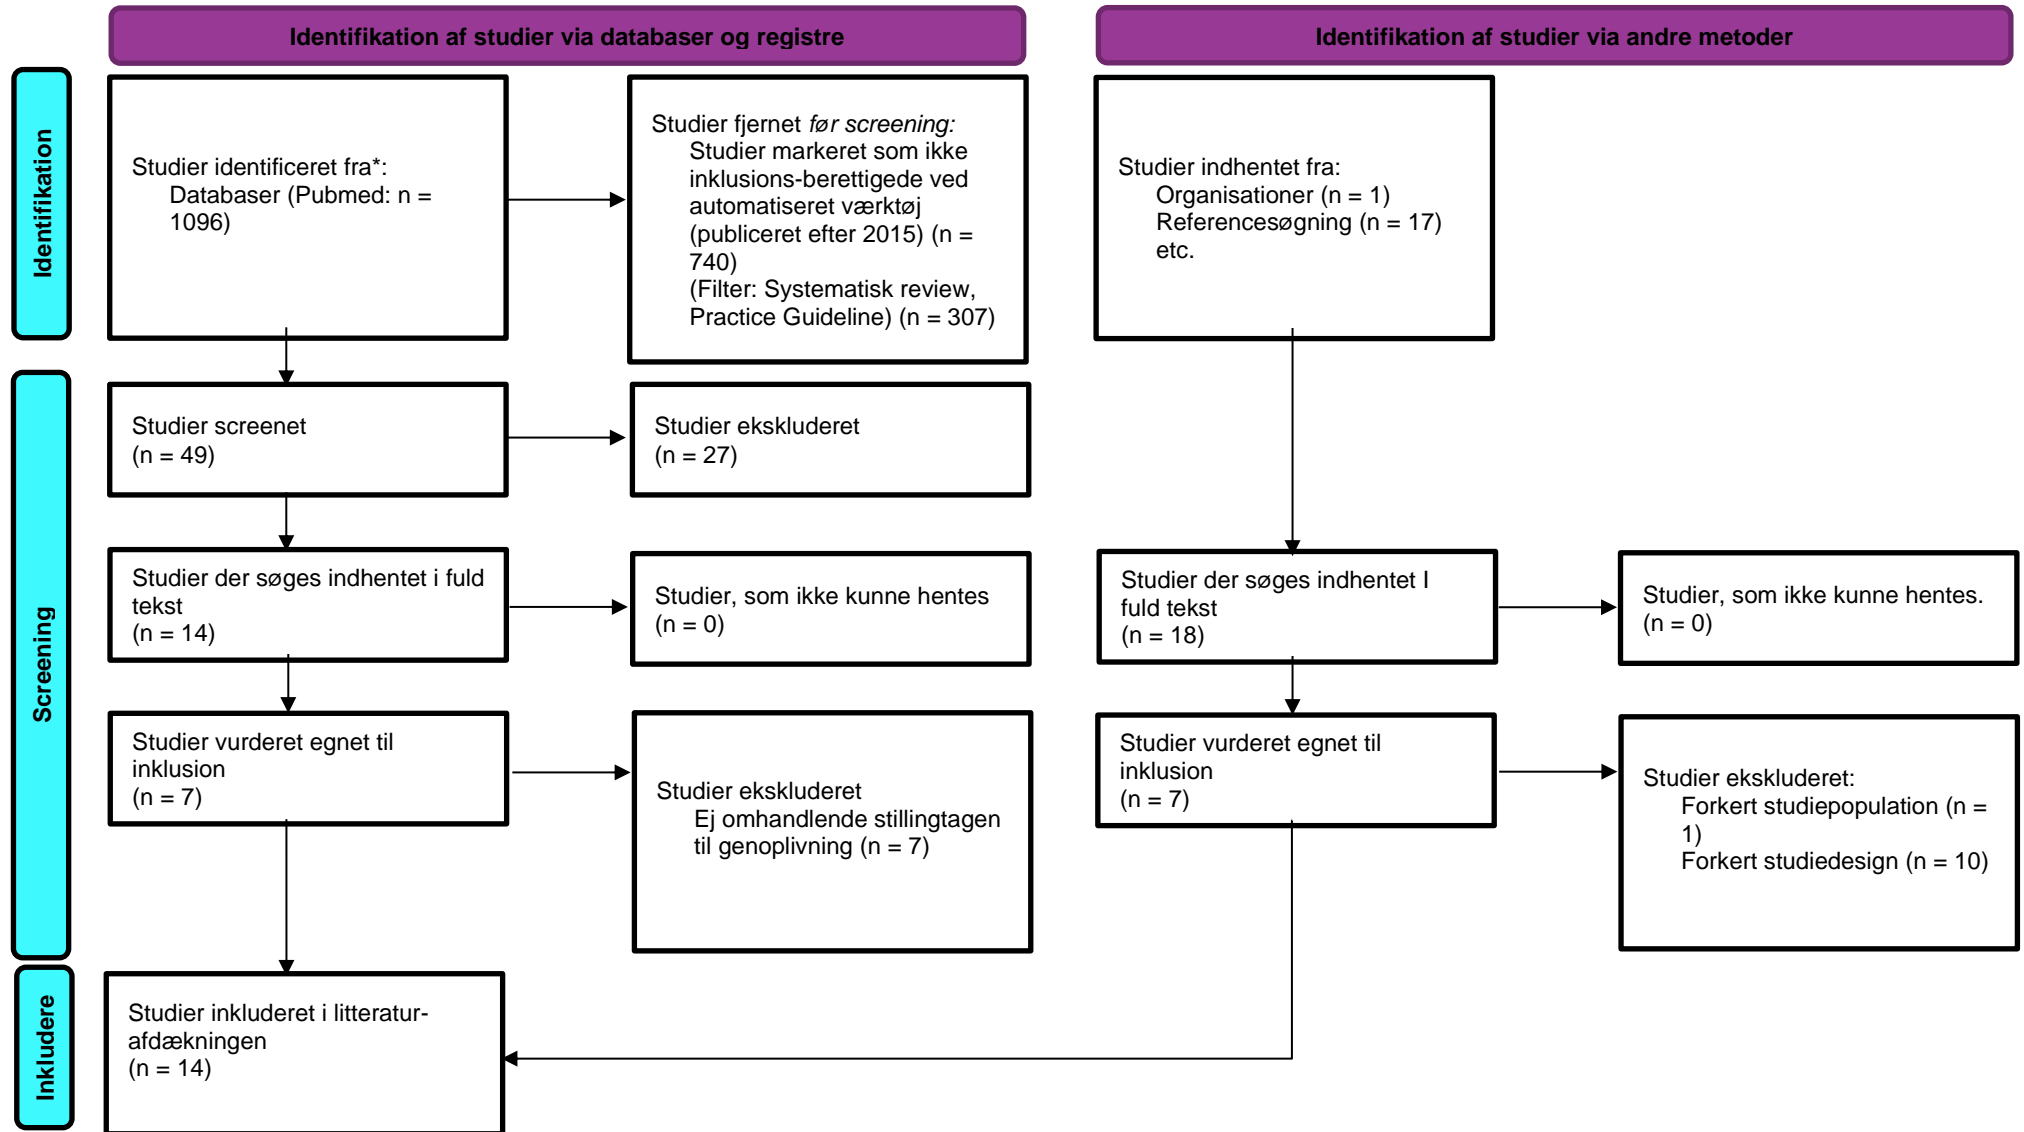 Identifikation af studier via databaser og registre
Identifikation af studier via andre metoder
Identifikation
Studier identificeret fra*:
Databaser (Pubmed: n =
1096)
Studier fjernet før screening:
Studier markeret som ikke
inklusions-berettigede ved
automatiseret værktøj
(publiceret efter 2015) (n =
740)
(Filter: Systematisk review,
Practice Guideline) (n = 307)
Studier indhentet fra:
Organisationer (n = 1)
Referencesøgning (n = 17)
etc.
Screening
Studier screenet
(n = 49)
Studier ekskluderet
(n = 27)
Studier der søges indhentet i fuld
tekst
(n = 14)
Studier, som ikke kunne hentes
(n = 0)
Studier der søges indhentet I
fuld tekst
(n = 18)
Studier, som ikke kunne hentes.
(n = 0)
Studier vurderet egnet til
inklusion
(n = 7)
Studier ekskluderet
Ej omhandlende stillingtagen
til genoplivning (n = 7)
Studier vurderet egnet til
inklusion
(n = 7)
Studier ekskluderet:
Forkert studiepopulation (n =
1)
Forkert studiedesign (n = 10)
Inkludere
Studier inkluderet i litteratur-
afdækningen
(n = 14)